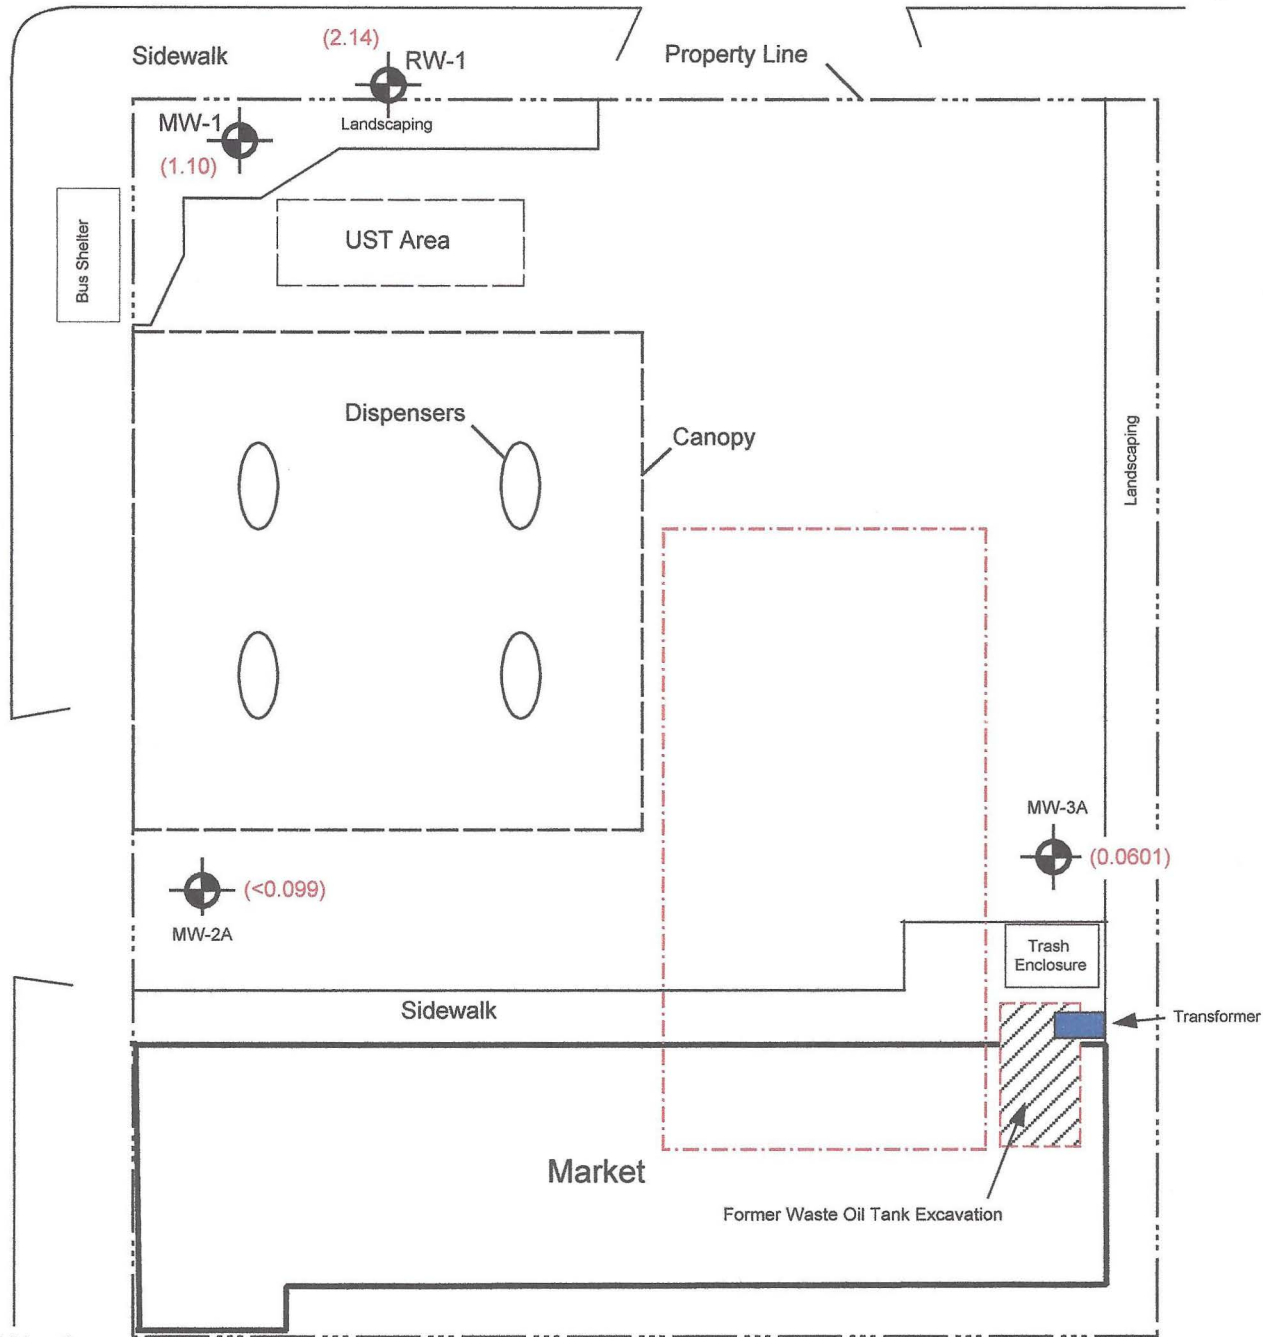 (2.14)
Sidewalk
RW-1
Property Line
MW-1
Landscaping
(1.10)
Bus Shelter
UST Area
Dispensers
Canopy
Landscaping
MW-3A
(0.0601)
(<0.099)
MW-2A
Trash
Enclosure
Sidewalk
Transformer
Market
Former Waste Oil Tank Excavation